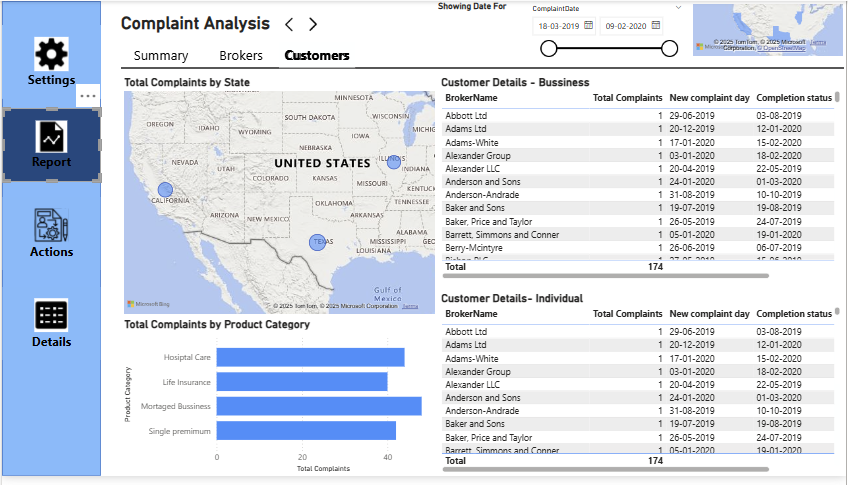 Settings
Report
Actions
Details
Complaint Analysis
Summary Brokers Customers
Showing Date For
ComplaintDate
18-03-2019 09-02-2020
© 2025 TomTom, © 2025 Microsoft
Corporation, © OpenStreetMap Terms
Total Complaints by State
MINNESOTA
OREGON
IDAHO
WYOMING
SOUTH DAKOTA
WISCONSIN
IOWA
NEBRASKA
UNITED STATES
ILLINOIS
INDIANA
NEVADA
UTAH
COLORADO
KANSAS
MISSOURI
CALIFORNIA
OKLAHOMA
TENNESSEE
ARIZONA
NEW MEXICO
ARKANSAS
ALABAMA
TEXAS
MISSISSIPPI
LOUISIANA
Gulf of
Mexico
Microsoft Bing
© 2025 TomTom, © 2025 Microsoft Corporation Terms
Total Complaints by Product Category
Product Category
Hosiptal Care
Life Insurance
Mortaged Bussiness
Single premimum
0 20 40
Total Complaints
Customer Details - Bussiness
BrokerName Total Complaints New complaint day Completion status
Abbott Ltd 1 29-06-2019 03-08-2019
Adams Ltd 1 20-12-2019 12-01-2020
Adams-White 1 17-01-2020 15-02-2020
Alexander Group 1 03-01-2020 18-02-2020
Alexander LLC 1 20-04-2019 22-05-2019
Anderson and Sons 1 24-01-2020 01-03-2020
Anderson-Andrade 1 31-08-2019 10-10-2019
Baker and Sons 1 19-07-2019 19-08-2019
Baker, Price and Taylor 1 26-05-2019 24-07-2019
Barrett, Simmons and Conner 1 05-01-2020 19-01-2020
Berry-Mcintyre 1 26-06-2019 06-07-2019
Total 174
Customer Details- Individual
BrokerName Total Complaints New complaint day Completion status
Abbott Ltd 1 29-06-2019 03-08-2019
Adams Ltd 1 20-12-2019 12-01-2020
Adams-White 1 17-01-2020 15-02-2020
Alexander Group 1 03-01-2020 18-02-2020
Alexander LLC 1 20-04-2019 22-05-2019
Anderson and Sons 1 24-01-2020 01-03-2020
Anderson-Andrade 1 31-08-2019 10-10-2019
Baker and Sons 1 19-07-2019 19-08-2019
Baker, Price and Taylor 1 26-05-2019 24-07-2019
Barrett, Simmons and Conner 1 05-01-2020 19-01-2020
Total 174